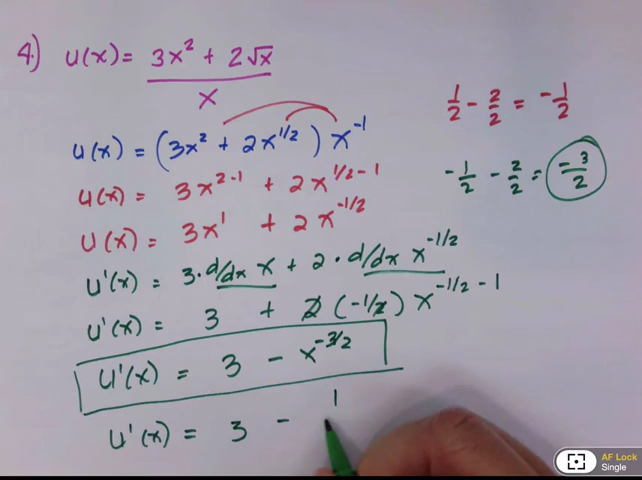 4.) u(x) = (3x² + 2√x) / x
u(x) = (3x² + 2x^(1/2)) x^(-1)
u(x) = 3x^(2-1) + 2x^(1/2-1)
u(x) = 3x^1 + 2x^(-1/2)
u'(x) = 3·d/dx x + 2·d/dx x^(-1/2)
u'(x) = 3 + 2(-1/2) x^(-1/2-1)
u'(x) = 3 - x^(-3/2)
u'(x) = 3 - 1
1/2 - 2/2 = -1/2
-1/2 - 2/2 = -3/2
AF Lock
Single